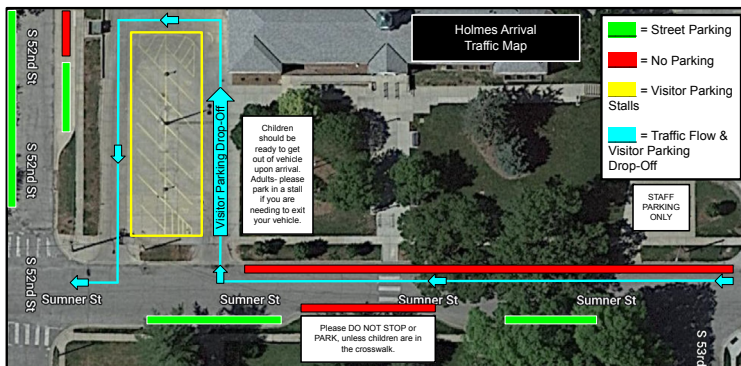 Holmes Arrival
Traffic Map
= Street Parking
= No Parking
= Visitor Parking
Stalls
= Traffic Flow &
Visitor Parking
Drop-Off
S 52nd St
S 52nd St
S 52nd St
Visitor Parking Drop-Off
Children
should be
ready to get
out of vehicle
upon arrival.
Adults- please
park in a stall
if you are
needing to exit
your vehicle.
STAFF
PARKING
ONLY
Sumner St
Sumner St
Sumner St
Sumner St
Please DO NOT STOP or
PARK, unless children are in
the crosswalk.
S 53rd